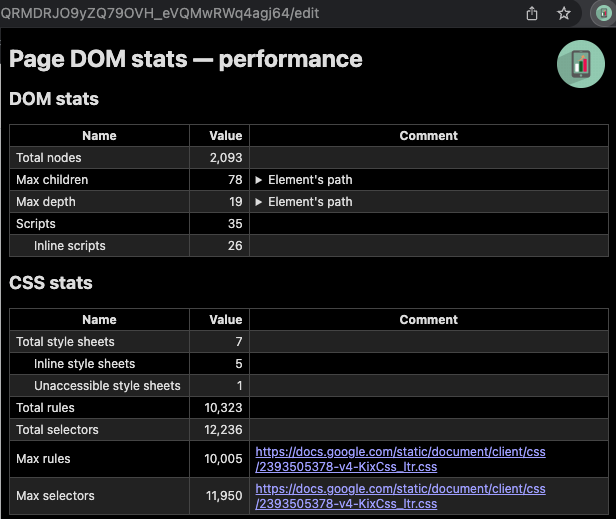 QRMDRJO9yZQ79OVH_eVQMwRWq4agj64/edit
Page DOM stats — performance
DOM stats
Name Value Comment
Total nodes 2,093
Max children 78 ▶ Element's path
Max depth 19 ▶ Element's path
Scripts 35
Inline scripts 26
CSS stats
Name Value Comment
Total style sheets 7
Inline style sheets 5
Unaccessible style sheets 1
Total rules 10,323
Total selectors 12,236
Max rules 10,005 https://docs.google.com/static/document/client/css
/2393505378-v4-KixCss_ltr.css
Max selectors 11,950 https://docs.google.com/static/document/client/css
/2393505378-v4-KixCss_ltr.css